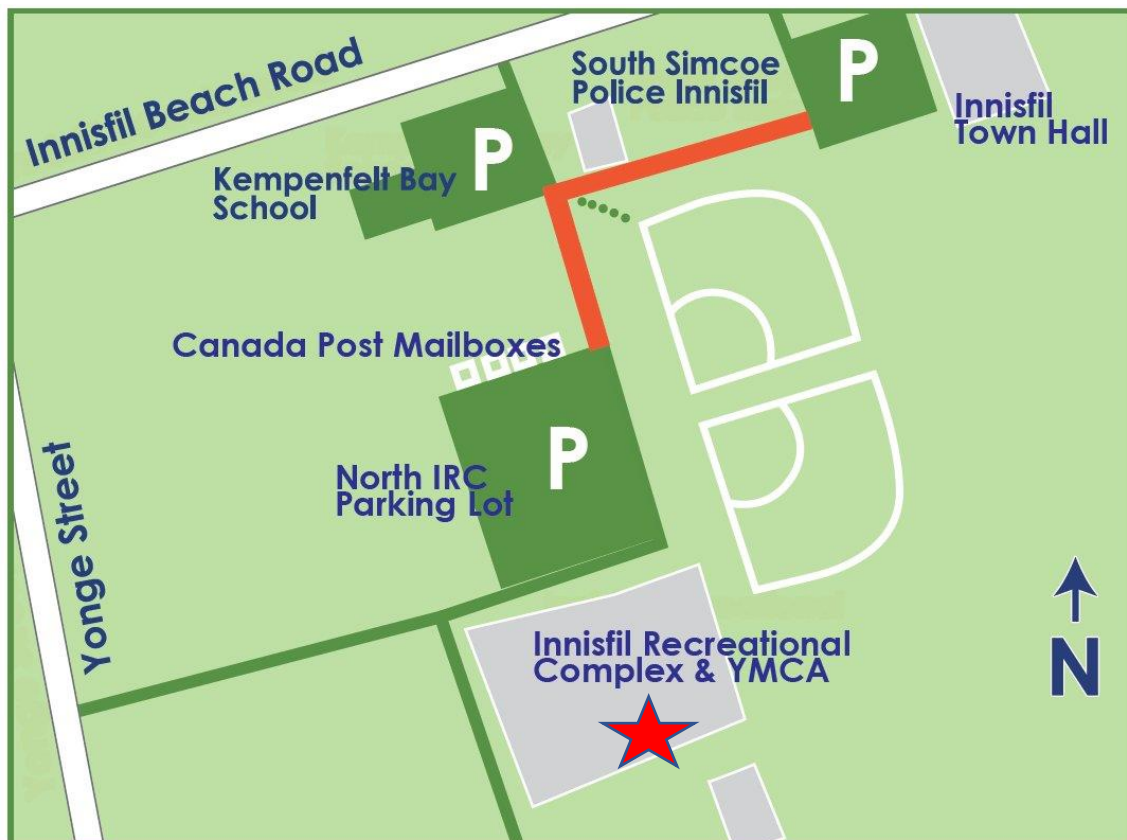 Innisfil Beach Road
South Simcoe
Police Innisfil
P
Innisfil
Town Hall
P
Kempenfelt Bay
School
Canada Post Mailboxes
P
North IRC
Parking Lot
Yonge Street
Innisfil Recreational
Complex & YMCA
N